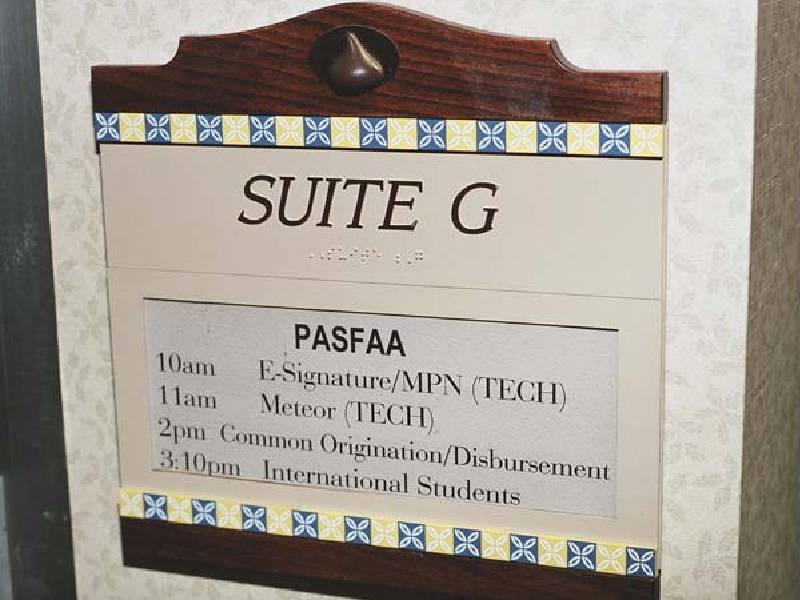 SUITE G
PASFAA
10am E-Signature/MPN (TECH)
11am Meteor (TECH)
2pm Common Origination/Disbursement
3:10pm International Students